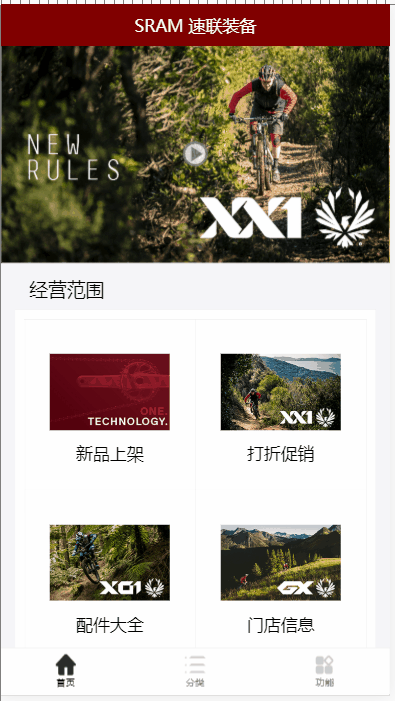 SRAM 速联装备
NEW
RULES
XX1
经营范围
ONE.
TECHNOLOGY.
XX1
新品上架
打折促销
XO1
GX
配件大全
门店信息
首页
分类
功能